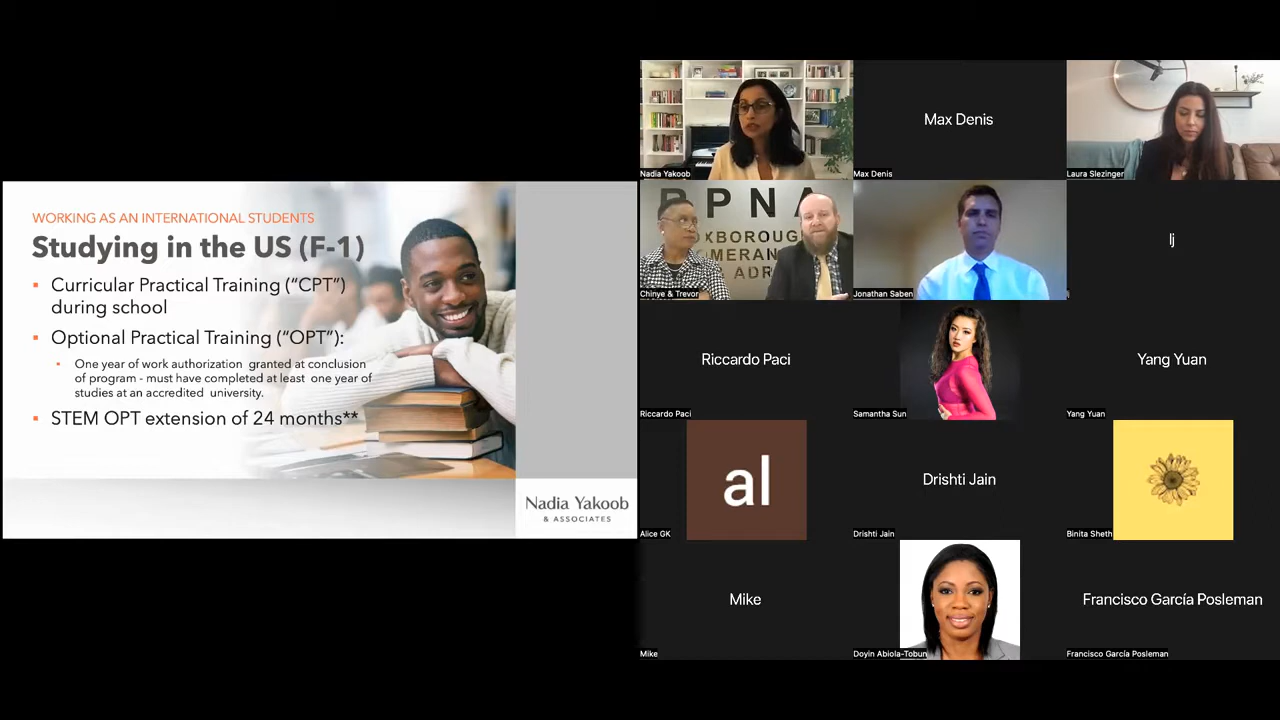 WORKING AS AN INTERNATIONAL STUDENTS
Studying in the US (F-1)
Curricular Practical Training ("CPT")
during school
Optional Practical Training ("OPT"):
One year of work authorization granted at conclusion
of program - must have completed at least one year of
studies at an accredited university.
STEM OPT extension of 24 months**
Nadia Yakoob
& ASSOCIATES
Nadia Yakoob
Max Denis
Max Denis
Laura Slezinger
PNA
XBOROUG
MERAN
ADR
Chinye & Trevor
Jonathan Saben
Riccardo Paci
Riccardo Paci
Samantha Sun
Yang Yuan
Yang Yuan
al
Alice GK
Drishti Jain
Drishti Jain
Binita Sheth
Mike
Mike
Doyin Abiola-Tobun
Francisco García Posleman
Francisco García Posleman